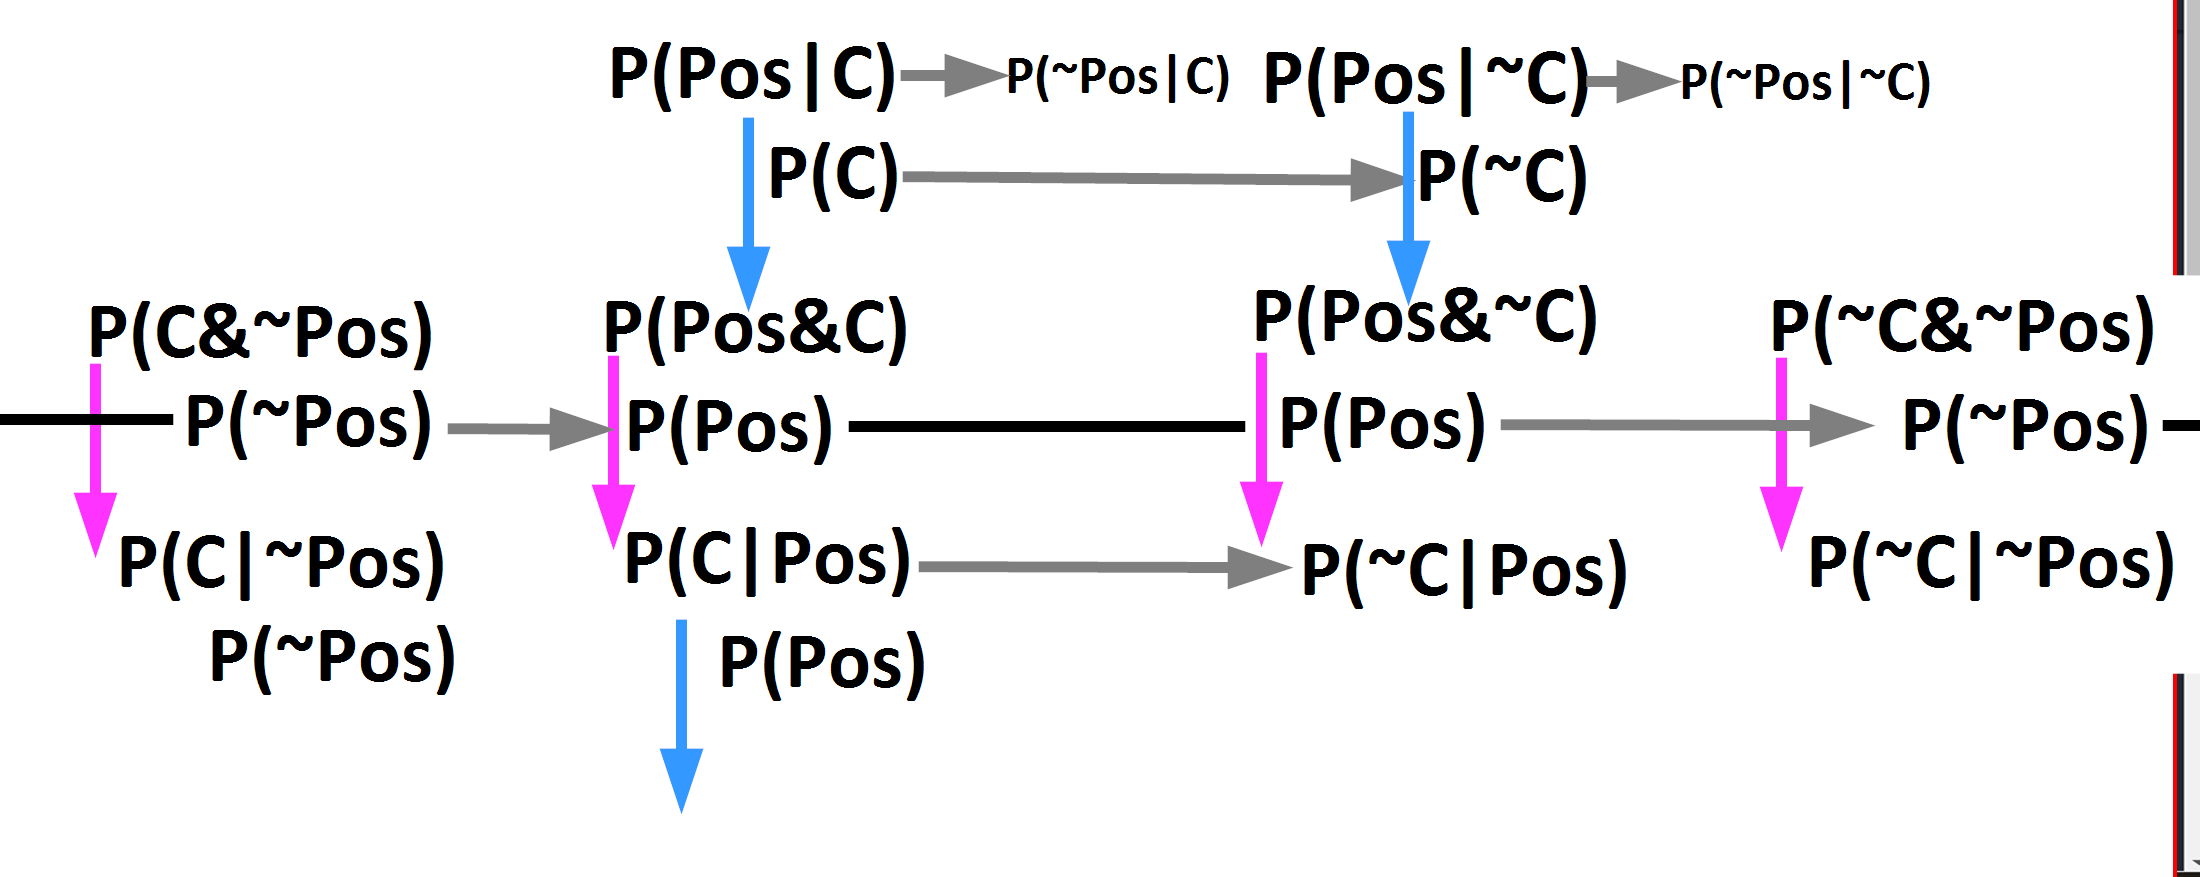 P(Pos|C) P(~Pos|C) P(Pos|~C) P(~Pos|~C)
P(C) P(~C)
P(C&~Pos) P(Pos&C) P(Pos&~C) P(~C&~Pos)
P(~Pos) P(Pos) P(Pos) P(~Pos)
P(C|~Pos) P(C|Pos) P(~C|Pos) P(~C|~Pos)
P(~Pos) P(Pos)